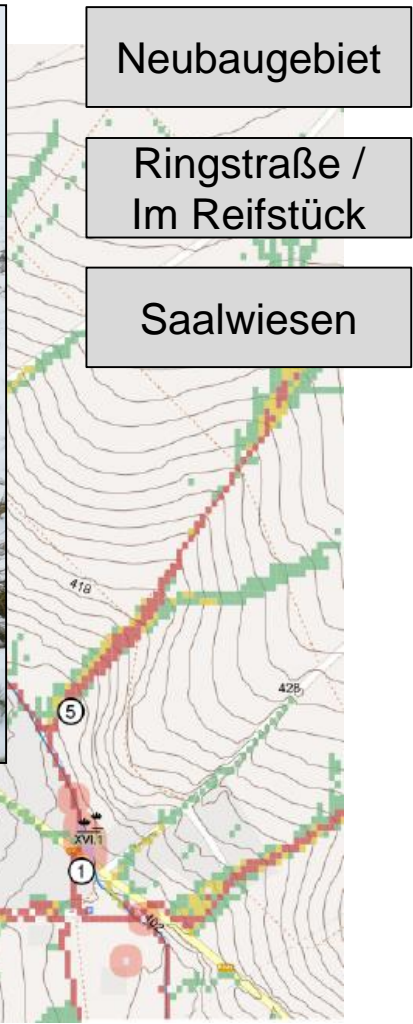 Neubaugebiet
Ringstraße /
Im Reifstück
Saalwiesen
418
428
5
XVI.1
1
402